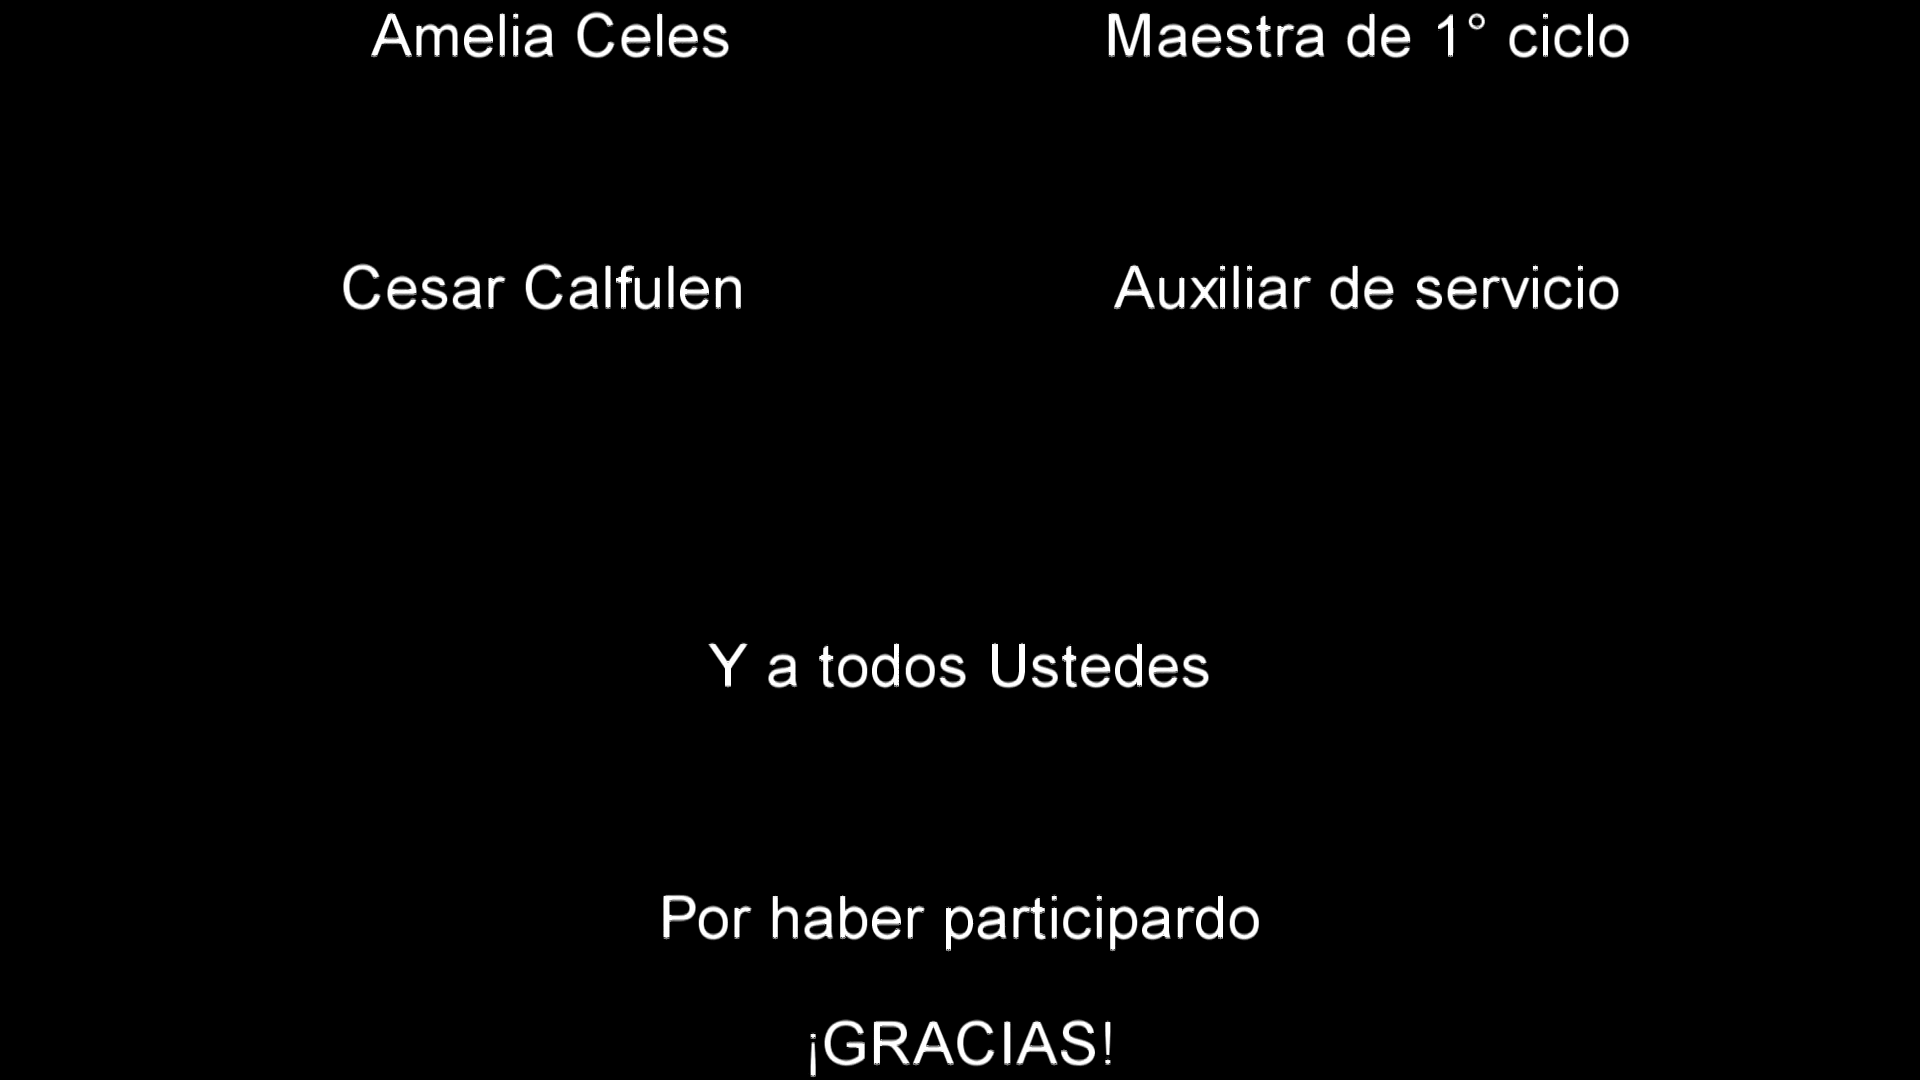 Amelia Celes Maestra de 1° ciclo
Cesar Calfulen Auxiliar de servicio
Y a todos Ustedes
Por haber participardo
¡GRACIAS!